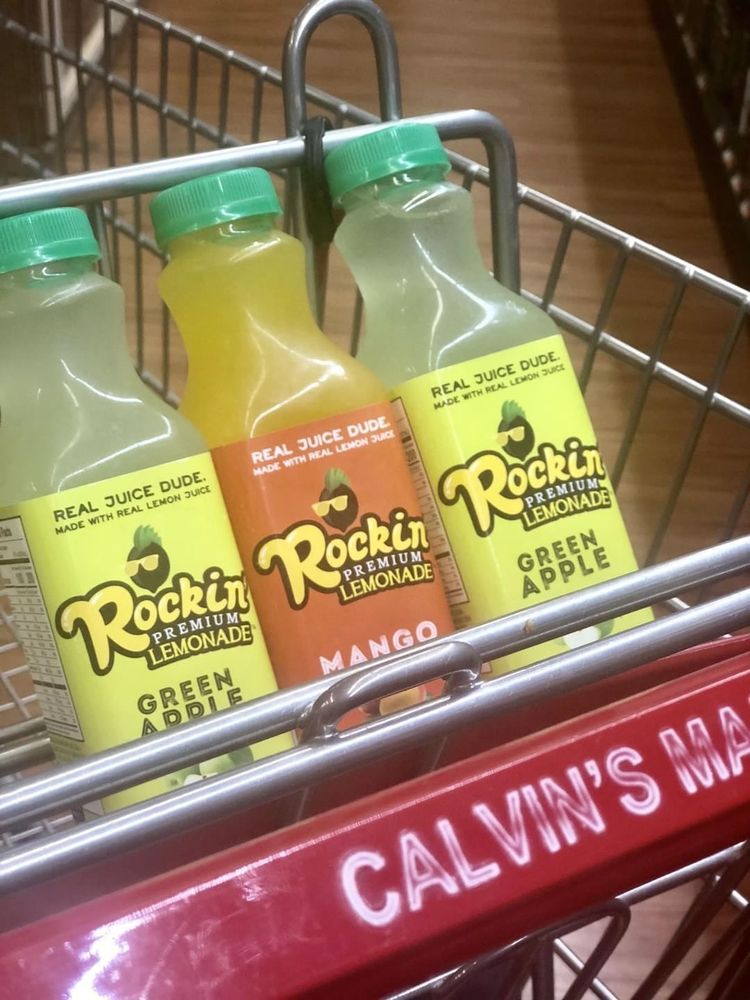 REAL JUICE DUDE.
MADE WITH REAL LEMON JUICE
Rockin
PREMIUM
LEMONADE
GREEN
APPLE
REAL JUICE DUDE.
MADE WITH REAL LEMON JUICE
Rockin
PREMIUM
LEMONADE
MANGO
REAL JUICE DUDE.
MADE WITH REAL LEMON JUICE
Rockin
PREMIUM
LEMONADE
GREEN
APPLE
CALVIN'S MA